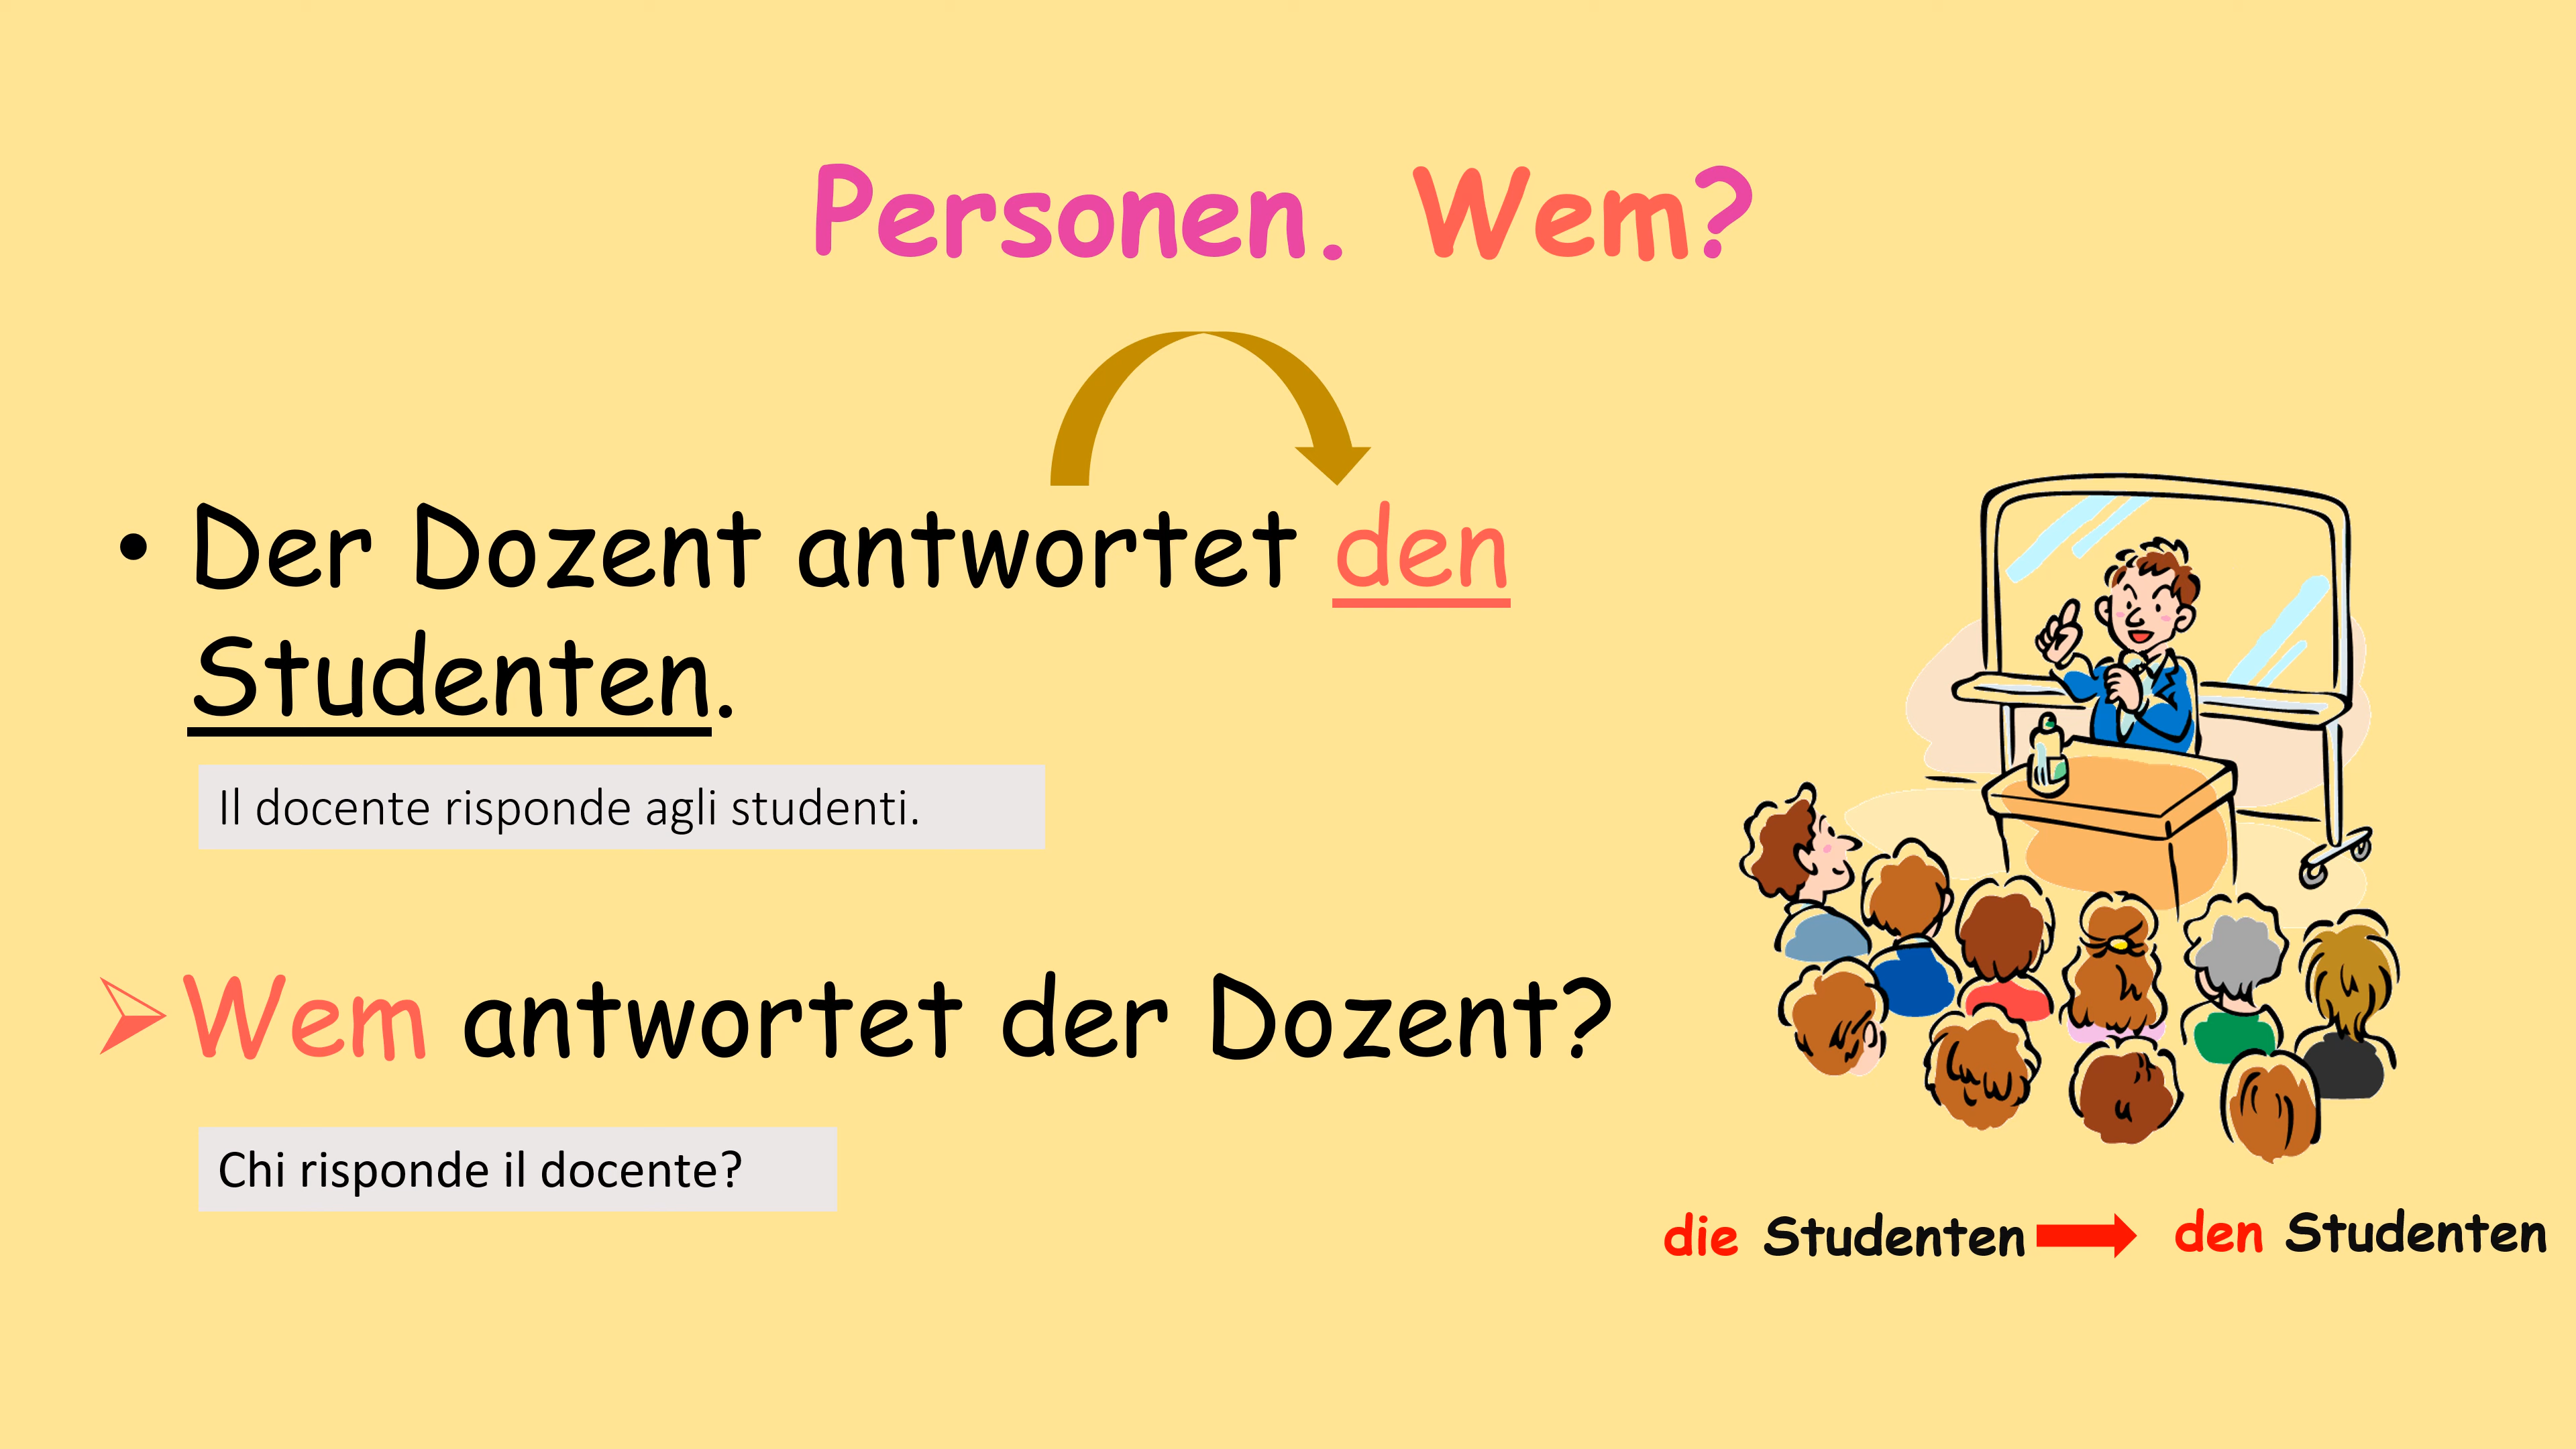 Personen. Wem?
• Der Dozent antwortet den
Studenten.
Il docente risponde agli studenti.
Wem antwortet der Dozent?
Chi risponde il docente?
die Studenten den Studenten